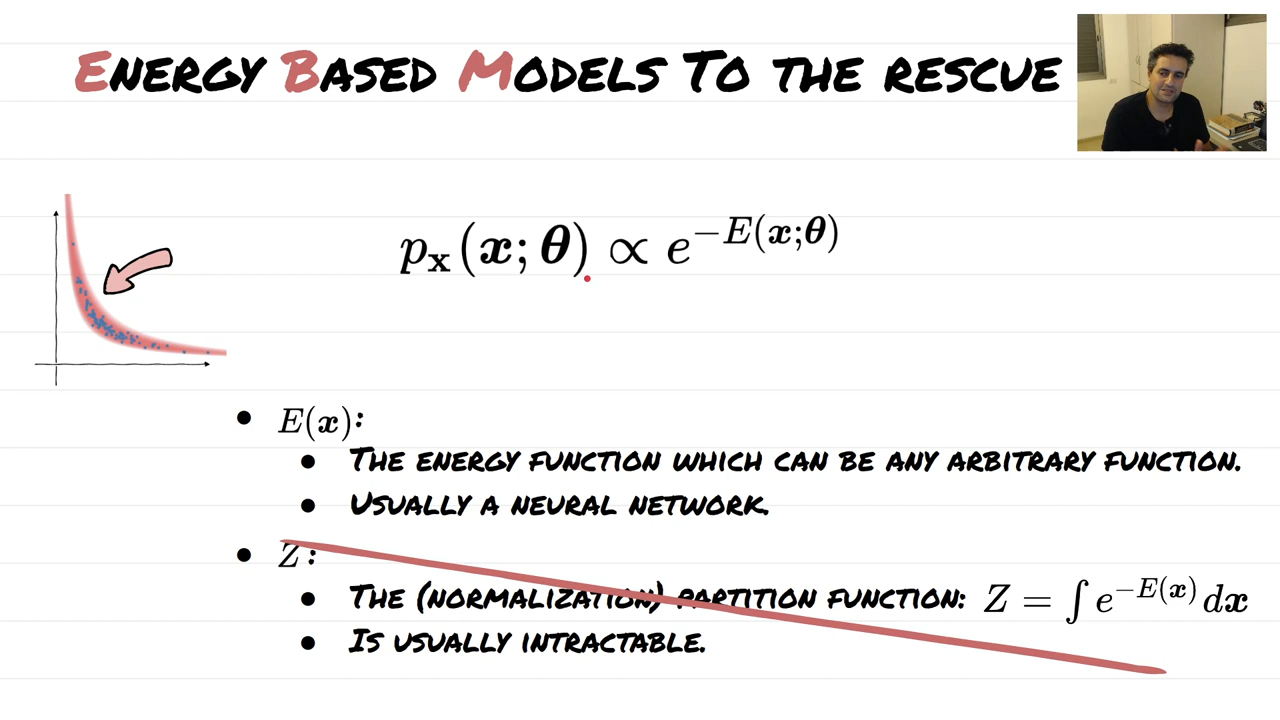 Energy Based Models To the rescue
pₓ(x; θ) ∝ e^{−E(x;θ)}
• E(x):
• The energy function which can be any arbitrary function.
• Usually a neural network.
• Z:
• The (normalization) partition function: Z = ∫ e^{−E(x)} dx
• Is usually intractable.